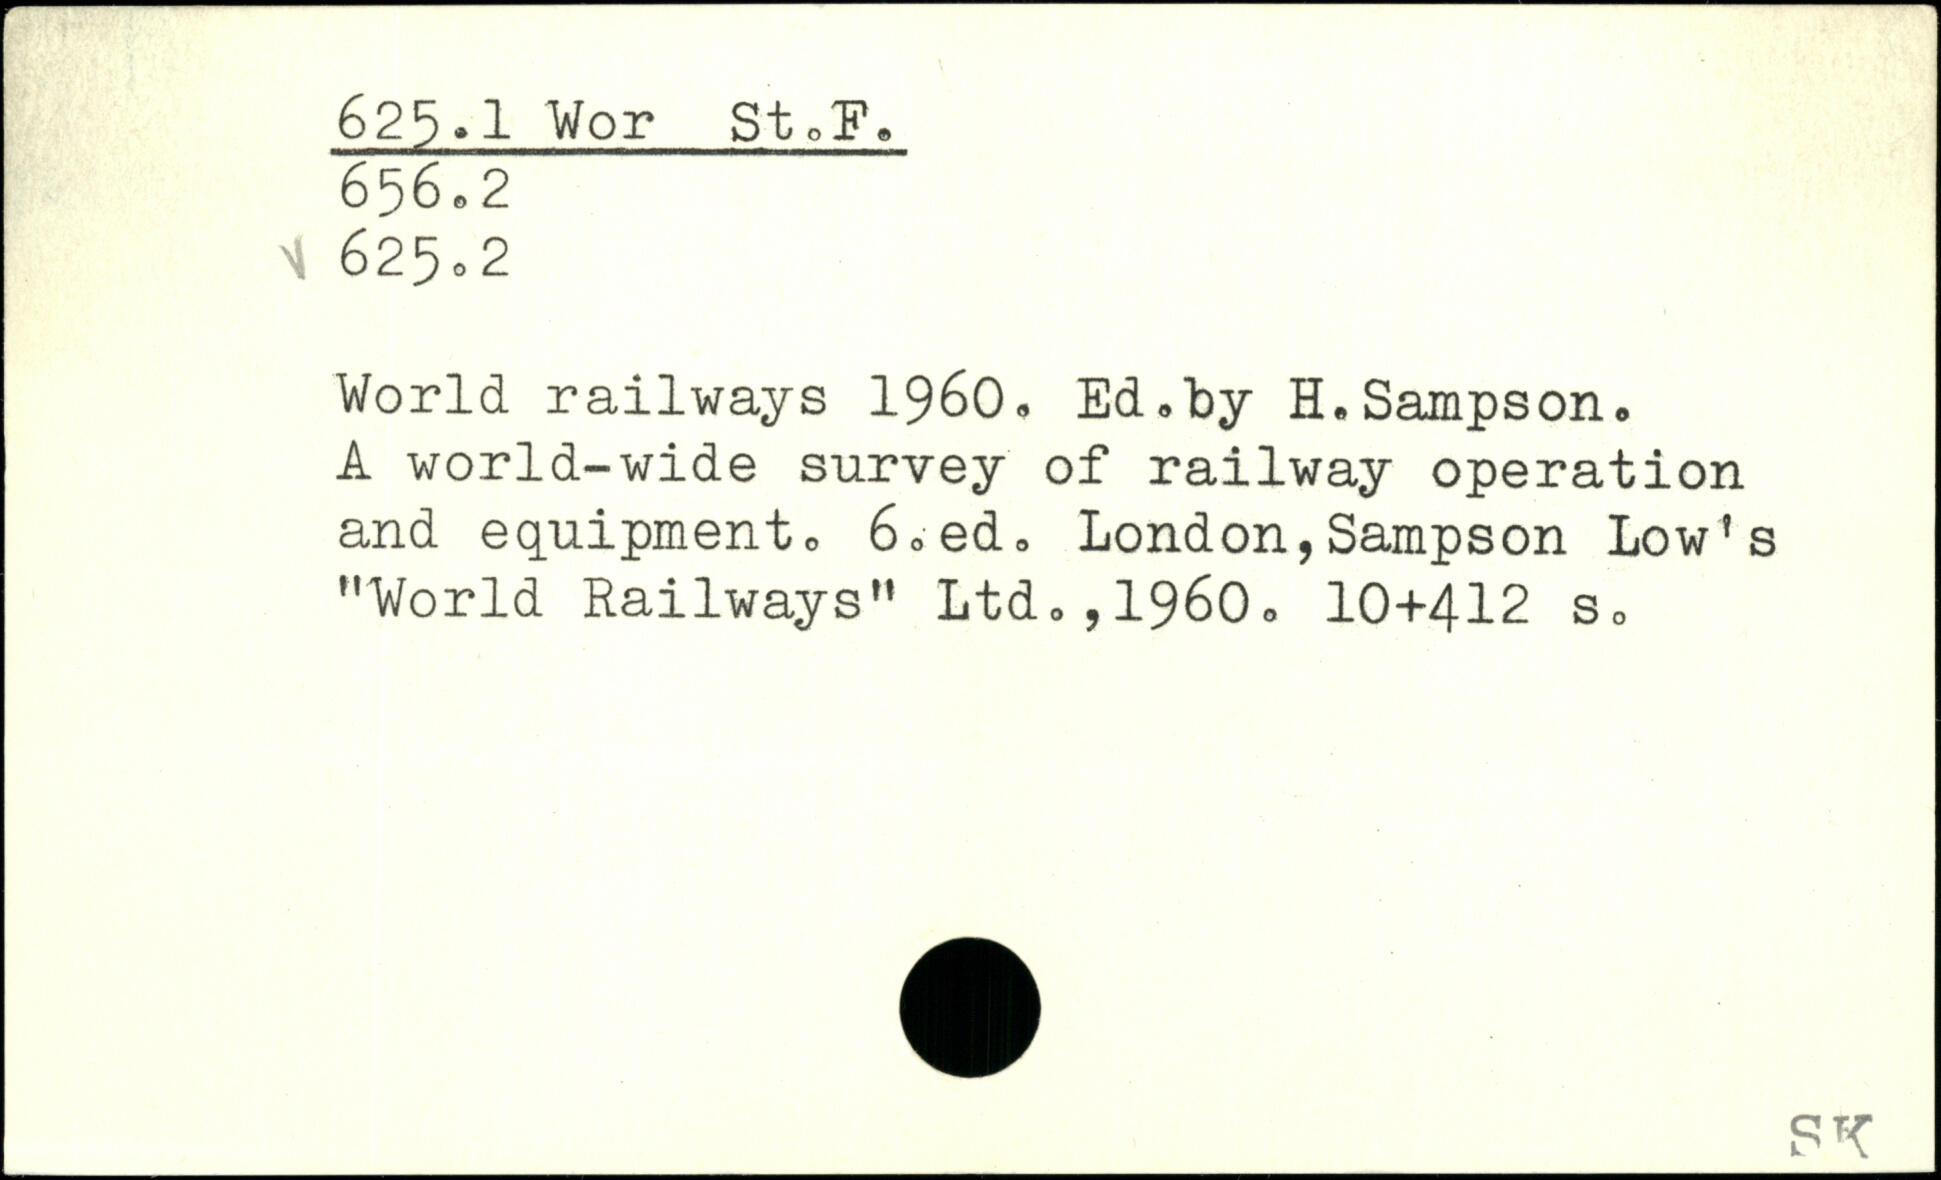 625.1 Wor St.F.
656.2
V 625.2
World railways 1960. Ed.by H.Sampson.
A world-wide survey of railway operation
and equipment. 6.ed. London,Sampson Low's
"World Railways" Ltd.,1960. 10+412 s.
SK